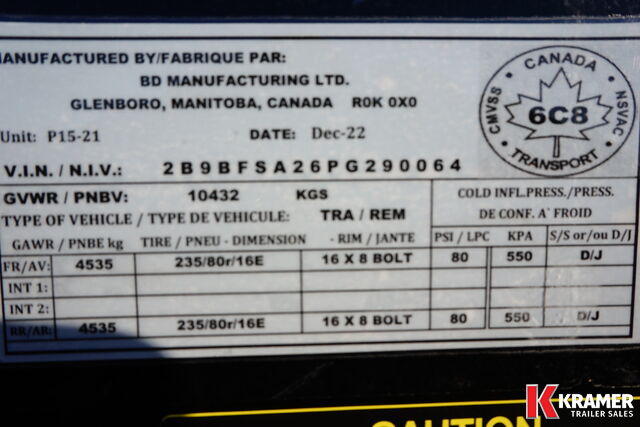 MANUFACTURED BY/FABRIQUE PAR:
BD MANUFACTURING LTD.
GLENBORO, MANITOBA, CANADA R0K 0X0
CANADA
CMVSS
6C8
NSVAC
TRANSPORT
Unit: P15-21 DATE: Dec-22
V.I.N. / N.I.V.: 2B9BFSA26PG290064
GVWR / PNBV: 10432 KGS
COLD INFL.PRESS./PRESS.
TYPE OF VEHICLE / TYPE DE VEHICULE: TRA / REM
DE CONF. A' FROID
GAWR / PNBE kg TIRE / PNEU - DIMENSION - RIM / JANTE PSI / LPC KPA S/S or/ou D/J
FR/AV: 4535 235/80r/16E 16 X 8 BOLT 80 550 D/J
INT 1:
INT 2:
RR/AR: 4535 235/80r/16E 16 X 8 BOLT 80 550 D/J
CAUTION
K KRAMER
TRAILER SALES